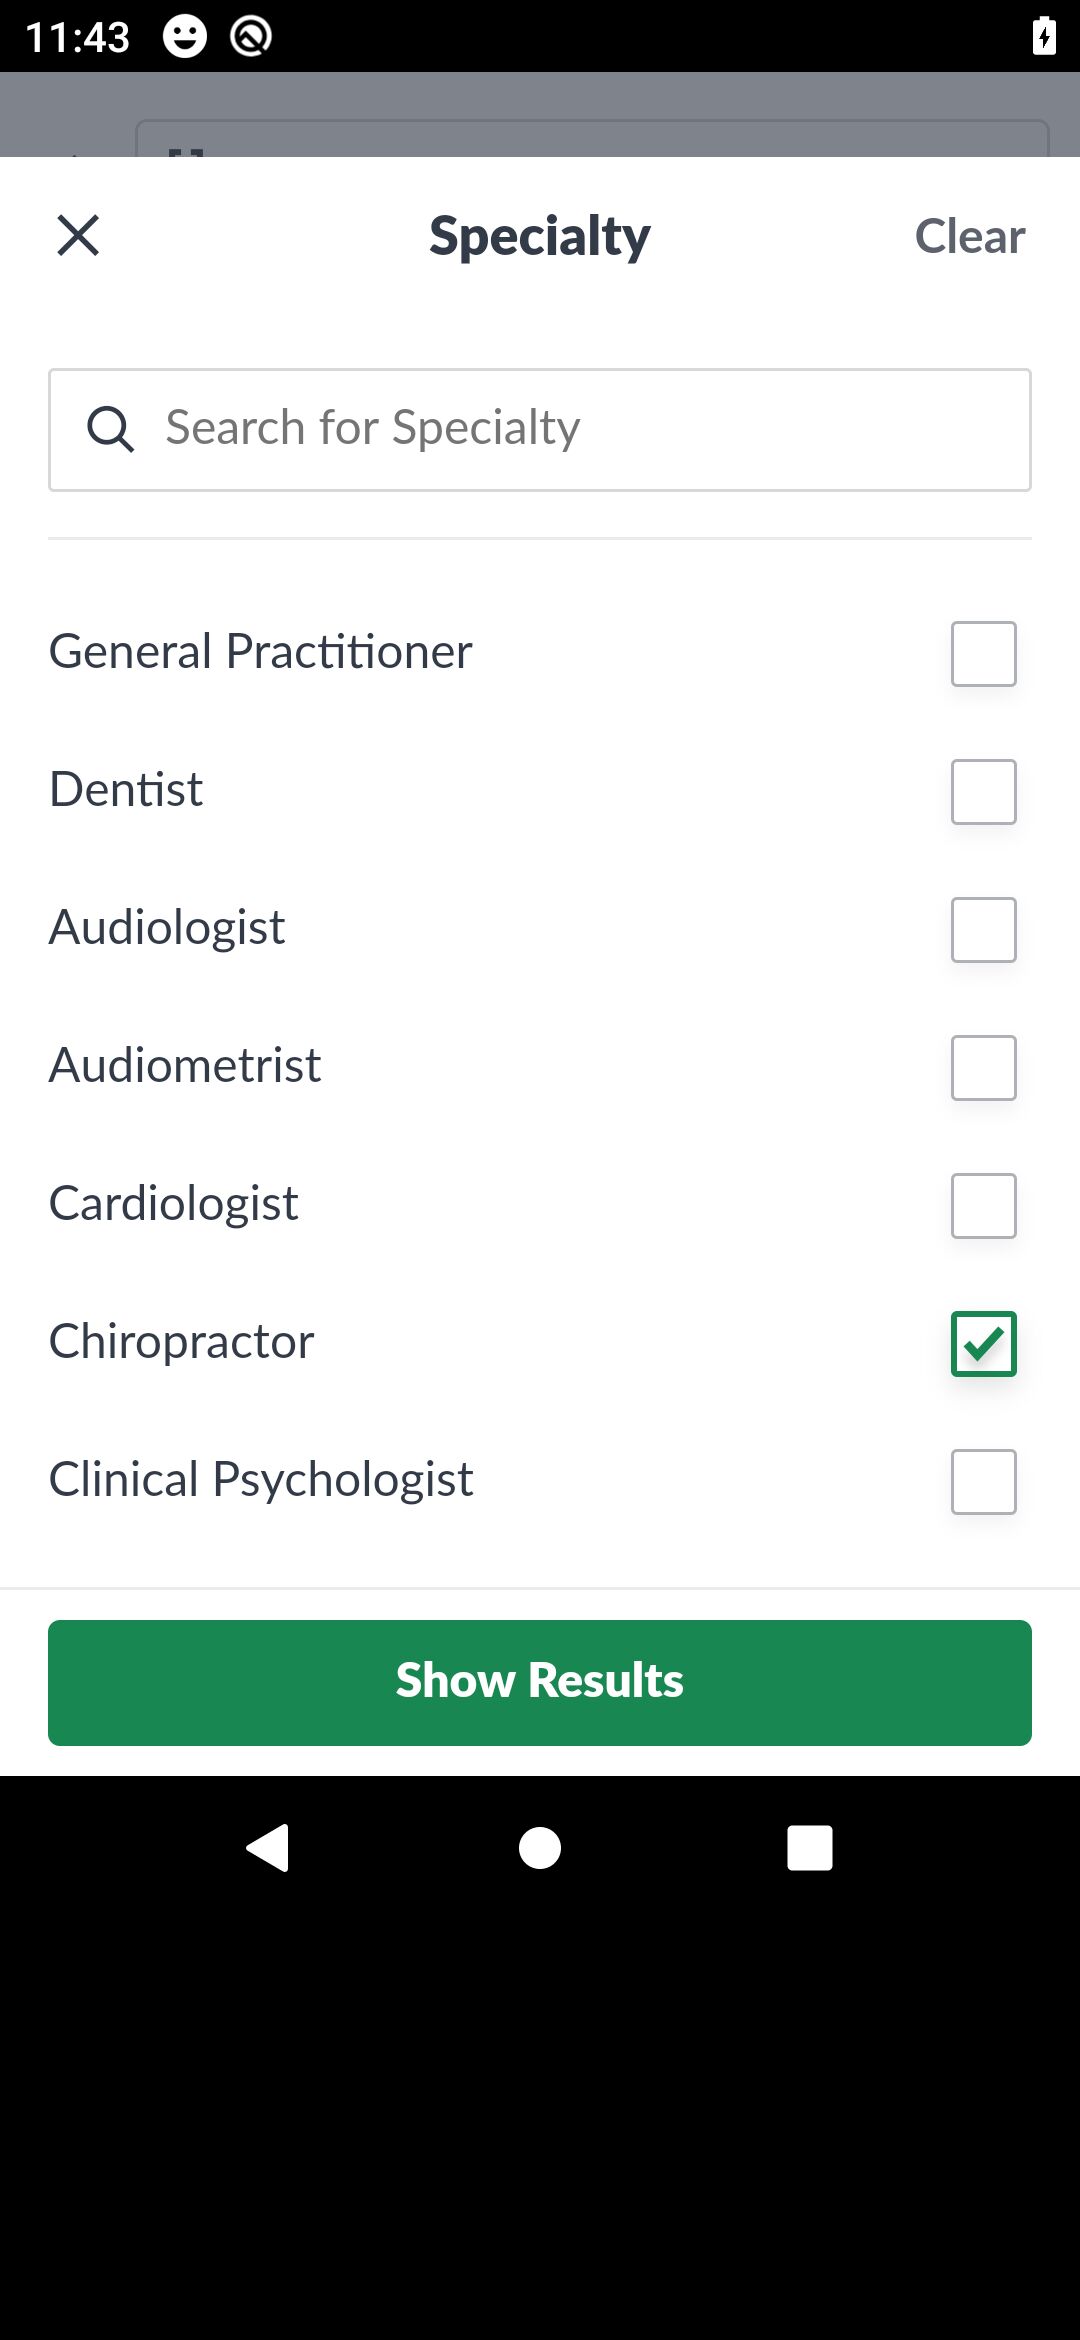 11:43
Specialty
Clear
Search for Specialty
General Practitioner
Dentist
Audiologist
Audiometrist
Cardiologist
Chiropractor
Clinical Psychologist
Show Results